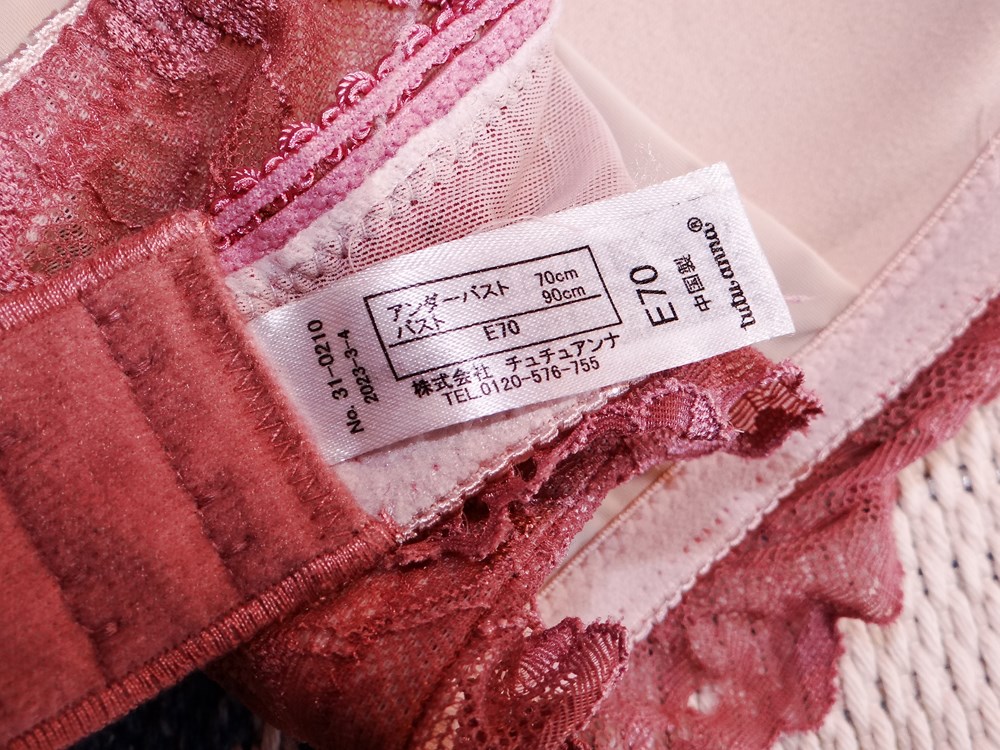 No. 31-0210
2023-3-4
アンダーバスト 70cm
バスト 90cm
E70
株式会社 チュチュアンナ
TEL.0120-576-755
E70
中国製
tutu・anna®